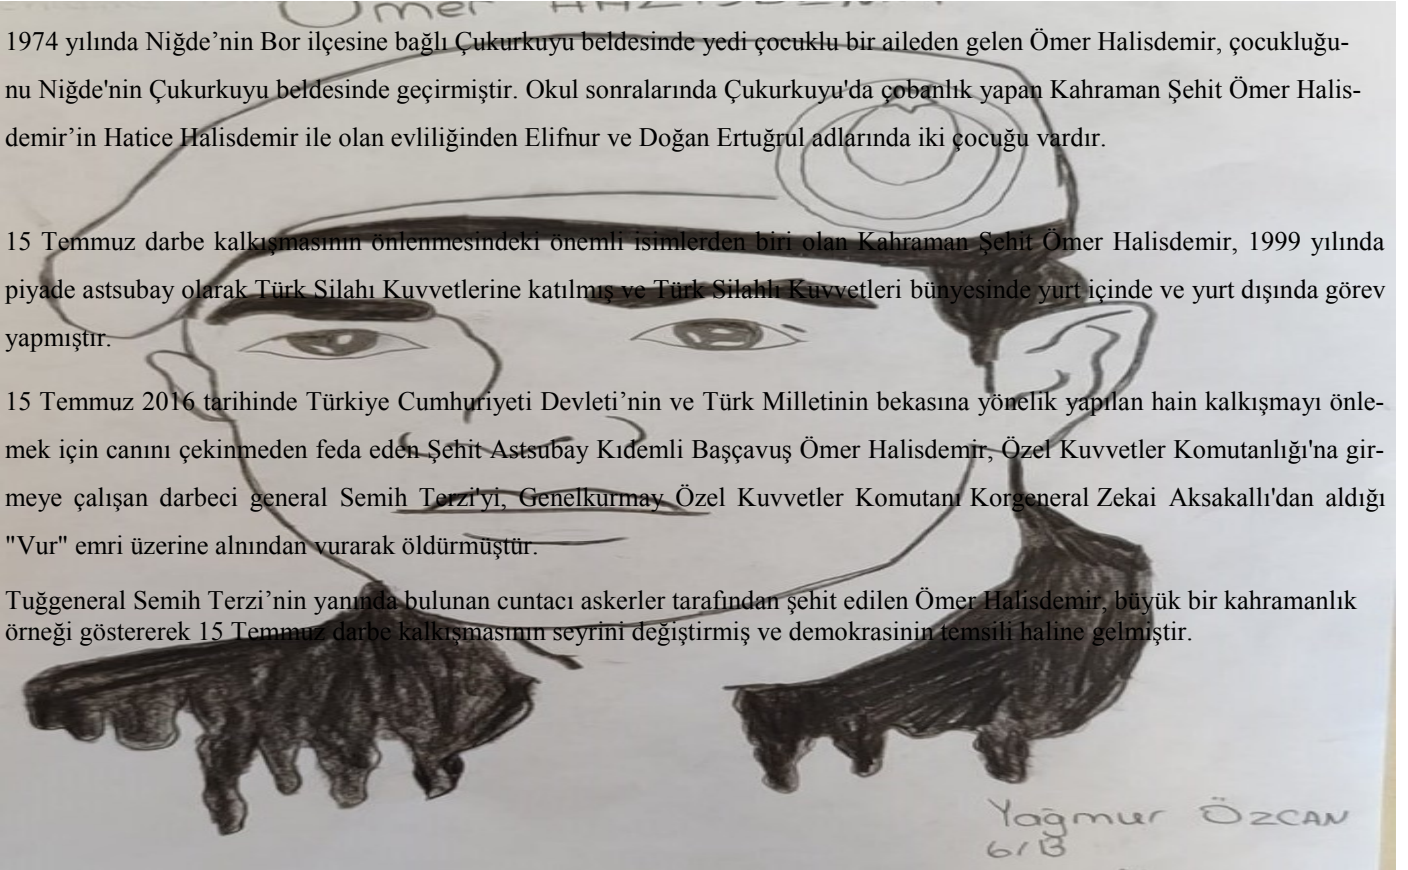 Ömer HALİSDEMİR
1974 yılında Niğde’nin Bor ilçesine bağlı Çukurkuyu beldesinde yedi çocuklu bir aileden gelen Ömer Halisdemir, çocukluğu-
nu Niğde'nin Çukurkuyu beldesinde geçirmiştir. Okul sonralarında Çukurkuyu'da çobanlık yapan Kahraman Şehit Ömer Halis-
demir’in Hatice Halisdemir ile olan evliliğinden Elifnur ve Doğan Ertuğrul adlarında iki çocuğu vardır.
15 Temmuz darbe kalkışmasının önlenmesindeki önemli isimlerden biri olan Kahraman Şehit Ömer Halisdemir, 1999 yılında
piyade astsubay olarak Türk Silahı Kuvvetlerine katılmış ve Türk Silahlı Kuvvetleri bünyesinde yurt içinde ve yurt dışında görev
yapmıştır.
15 Temmuz 2016 tarihinde Türkiye Cumhuriyeti Devleti’nin ve Türk Milletinin bekasına yönelik yapılan hain kalkışmayı önle-
mek için canını çekinmeden feda eden Şehit Astsubay Kıdemli Başçavuş Ömer Halisdemir, Özel Kuvvetler Komutanlığı'na gir-
meye çalışan darbeci general Semih Terzi'yi, Genelkurmay Özel Kuvvetler Komutanı Korgeneral Zekai Aksakallı'dan aldığı
"Vur" emri üzerine alnından vurarak öldürmüştür.
Tuğgeneral Semih Terzi’nin yanında bulunan cuntacı askerler tarafından şehit edilen Ömer Halisdemir, büyük bir kahramanlık
örneği göstererek 15 Temmuz darbe kalkışmasının seyrini değiştirmiş ve demokrasinin temsili haline gelmiştir.
Yağmur ÖZCAN
6/B